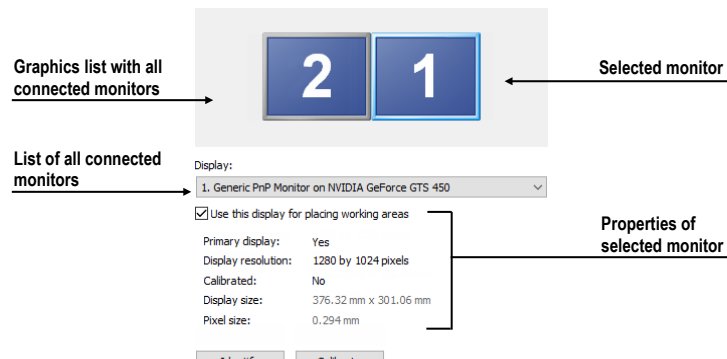 Graphics list with all
connected monitors
2
1
Selected monitor
List of all connected
monitors
Display:
1. Generic PnP Monitor on NVIDIA GeForce GTS 450
Use this display for placing working areas
Primary display: Yes
Display resolution: 1280 by 1024 pixels
Calibrated: No
Display size: 376.32 mm x 301.06 mm
Pixel size: 0.294 mm
Properties of
selected monitor